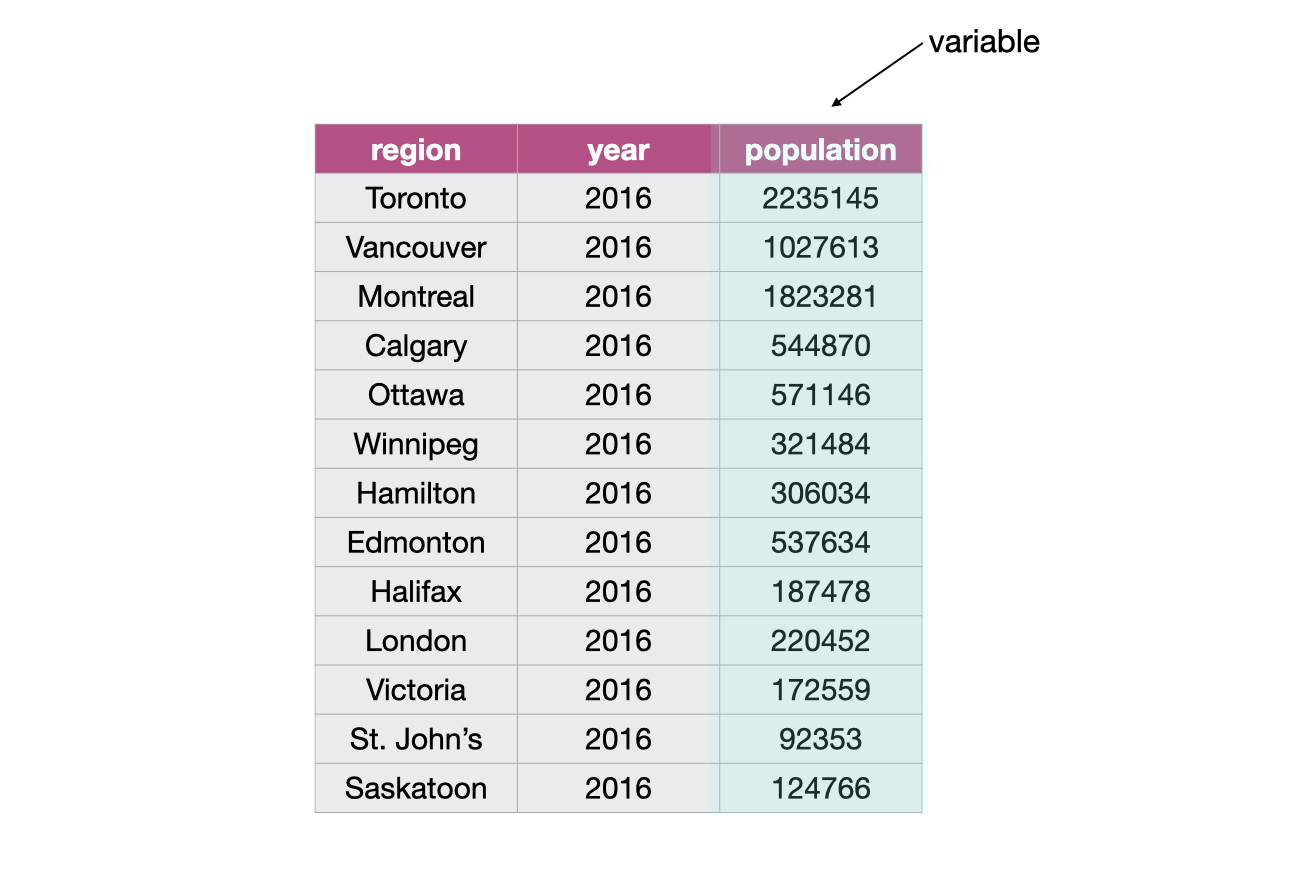 variable
region year population
Toronto 2016 2235145
Vancouver 2016 1027613
Montreal 2016 1823281
Calgary 2016 544870
Ottawa 2016 571146
Winnipeg 2016 321484
Hamilton 2016 306034
Edmonton 2016 537634
Halifax 2016 187478
London 2016 220452
Victoria 2016 172559
St. John’s 2016 92353
Saskatoon 2016 124766